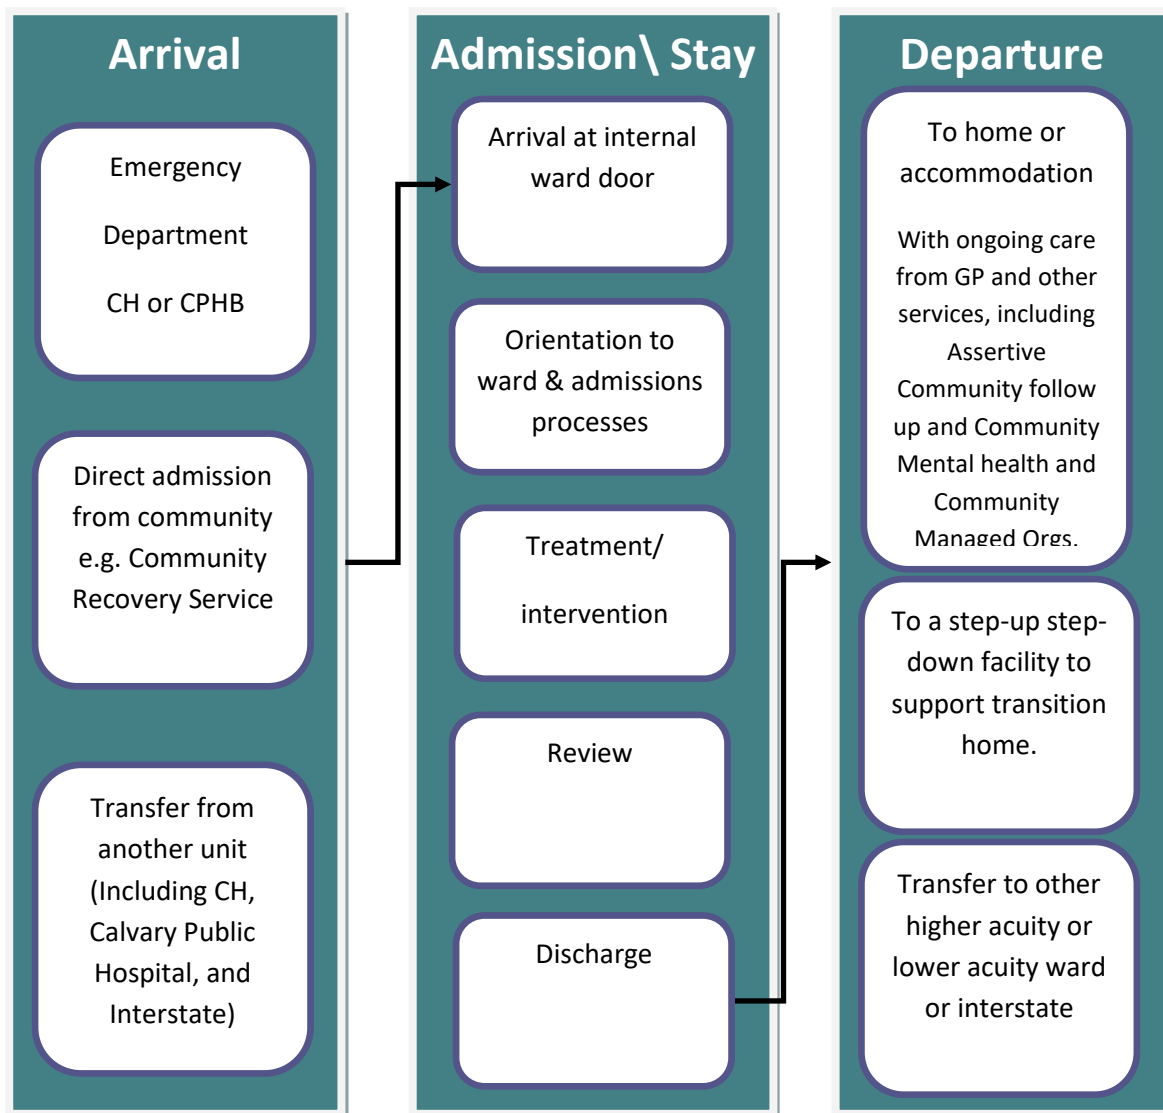 Arrival
Emergency
Department
CH or CPHB
Direct admission
from community
e.g. Community
Recovery Service
Transfer from
another unit
(Including CH,
Calvary Public
Hospital, and
Interstate)
Admission\ Stay
Arrival at internal
ward door
Orientation to
ward & admissions
processes
Treatment/
intervention
Review
Discharge
Departure
To home or
accommodation
With ongoing care
from GP and other
services, including
Assertive
Community follow
up and Community
Mental health and
Community
Managed Orgs.
To a step-up step-
down facility to
support transition
home.
Transfer to other
higher acuity or
lower acuity ward
or interstate